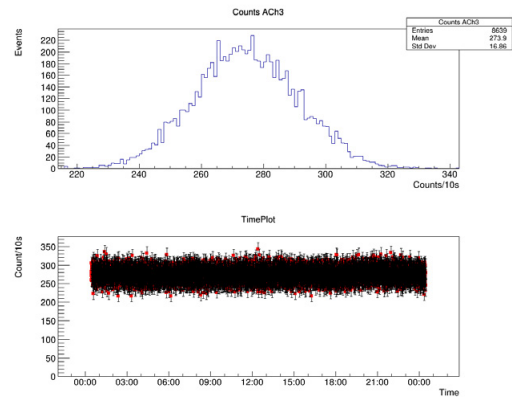 Counts ACh3
Counts ACh3
Entries 8639
Mean 273.9
Std Dev 16.86
Events
220
200
180
160
140
120
100
80
60
40
20
0
220 240 260 280 300 320 340
Counts/10s
TimePlot
Count/10s
350
300
250
200
150
100
50
0
00:00 03:00 06:00 09:00 12:00 15:00 18:00 21:00 00:00
Time